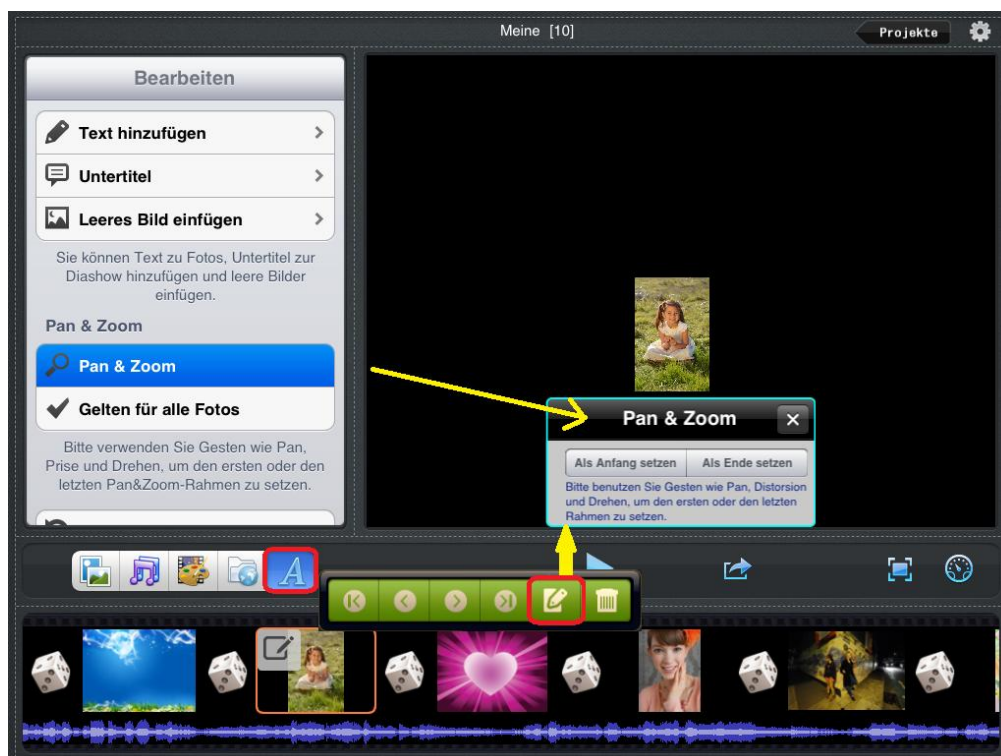 Meine [10]
Projekte
Bearbeiten
Text hinzufügen
Untertitel
Leeres Bild einfügen
Sie können Text zu Fotos, Untertitel zur
Diashow hinzufügen und leere Bilder
einfügen.
Pan & Zoom
Pan & Zoom
Gelten für alle Fotos
Bitte verwenden Sie Gesten wie Pan,
Prise und Drehen, um den ersten oder den
letzten Pan&Zoom-Rahmen zu setzen.
Pan & Zoom
Als Anfang setzen
Als Ende setzen
Bitte benutzen Sie Gesten wie Pan, Distorsion
und Drehen, um den ersten oder den letzten
Rahmen zu setzen.
A